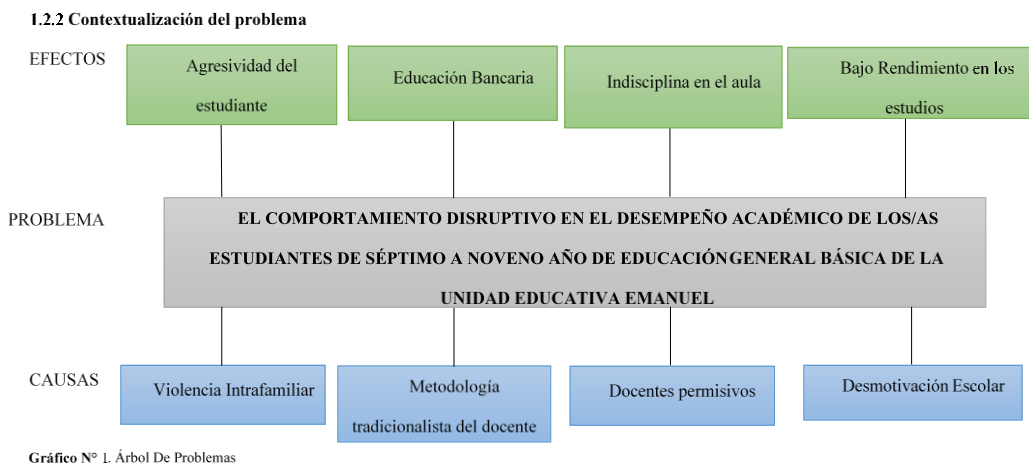 1.2.2 Contextualización del problema
EFECTOS
Agresividad del
estudiante
Educación Bancaria
Indisciplina en el aula
Bajo Rendimiento en los
estudios
PROBLEMA
EL COMPORTAMIENTO DISRUPTIVO EN EL DESEMPEÑO ACADÉMICO DE LOS/AS
ESTUDIANTES DE SÉPTIMO A NOVENO AÑO DE EDUCACIÓN GENERAL BÁSICA DE LA
UNIDAD EDUCATIVA EMANUEL
CAUSAS
Violencia Intrafamiliar
Metodología
tradicionalista del docente
Docentes permisivos
Desmotivación Escolar
Gráfico N° 1. Árbol De Problemas